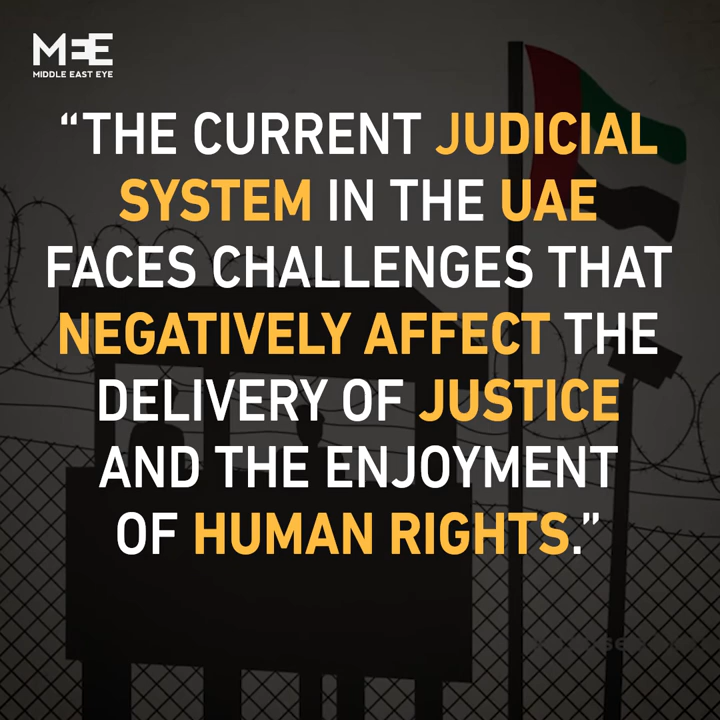 MEE
MIDDLE EAST EYE
“THE CURRENT JUDICIAL
SYSTEM IN THE UAE
FACES CHALLENGES THAT
NEGATIVELY AFFECT THE
DELIVERY OF JUSTICE
AND THE ENJOYMENT
OF HUMAN RIGHTS.”